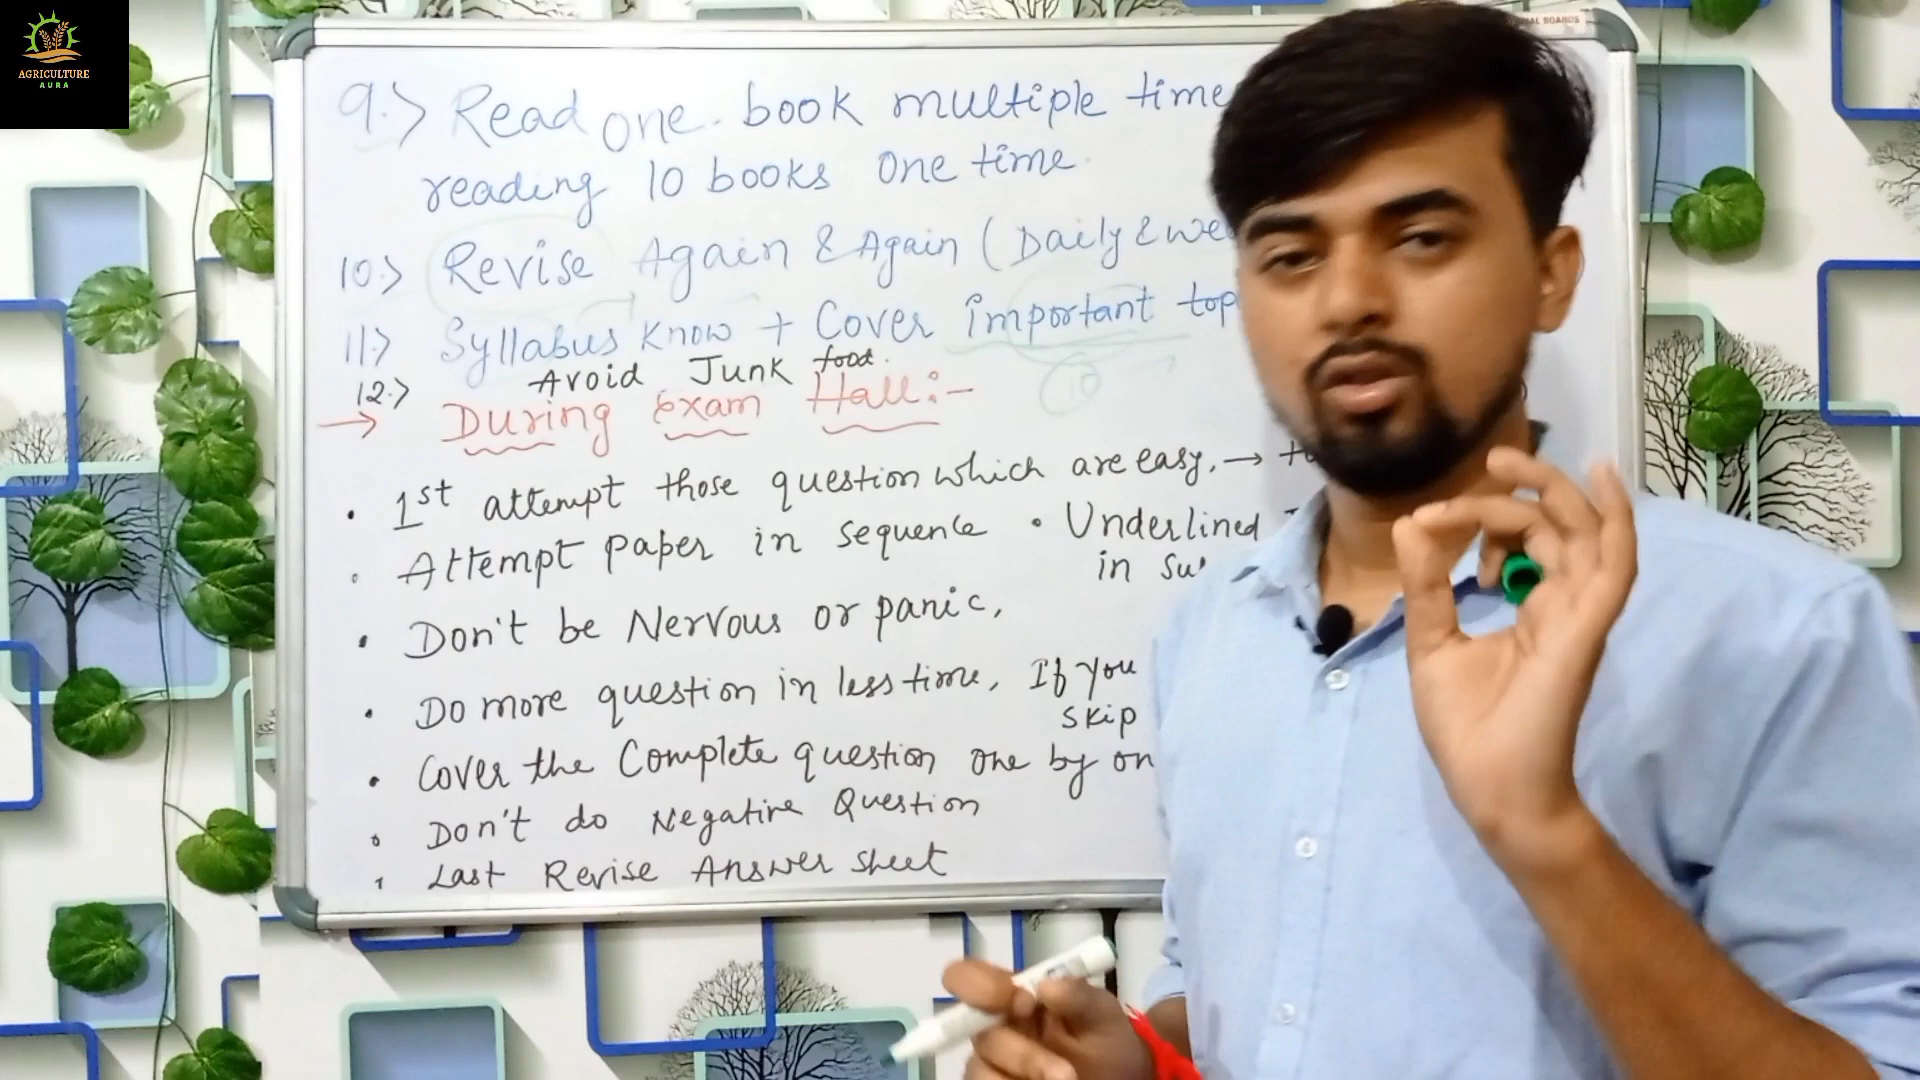 AGRICULTURE
AURA
9.> Read one book multiple time
reading 10 books one time
10.> Revise Again & Again (Daily & we
11.> Syllabus know + Cover important top
12.> Avoid Junk food.
→ During Exam Hall:-
• 1st attempt those question which are easy, →
• Attempt paper in sequence • Underlined
in su
• Don't be Nervous or panic,
• Do more question in less time, If you
skip
• Cover the Complete question one by on
• Don't do Negative Question
• Last Revise Answer sheet